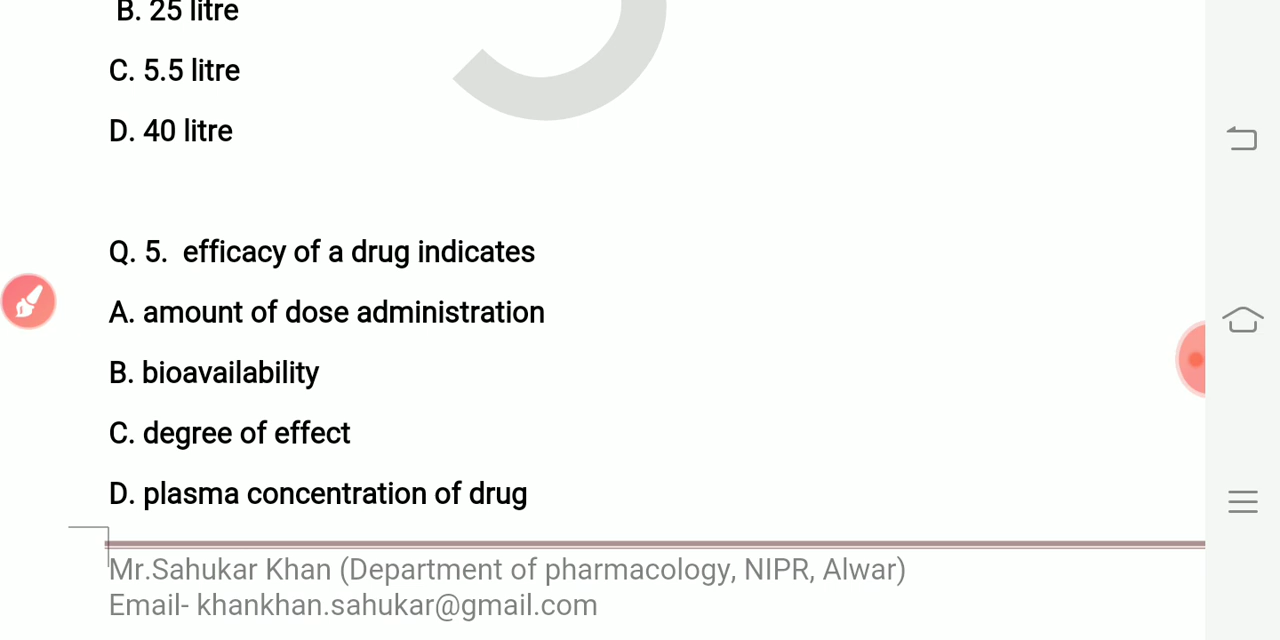 B. 25 litre
C. 5.5 litre
D. 40 litre
Q. 5.  efficacy of a drug indicates
A. amount of dose administration
B. bioavailability
C. degree of effect
D. plasma concentration of drug
Mr.Sahukar Khan (Department of pharmacology, NIPR, Alwar)
Email- khankhan.sahukar@gmail.com